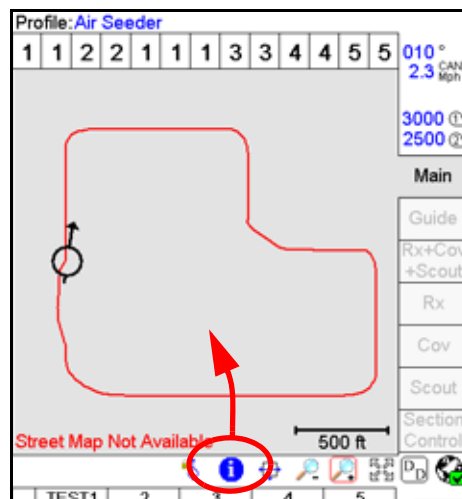 Profile: Air Seeder
1 1 2 2 1 1 1 3 3 4 4 5 5
010 °
2.3 CAN Mph
3000 ①
2500 ②
Main
Guide
Rx+Cov
+Scout
Rx
Cov
Scout
Section
Control
Street Map Not Available
500 ft
i
D D
TEST1 2 3 4 5